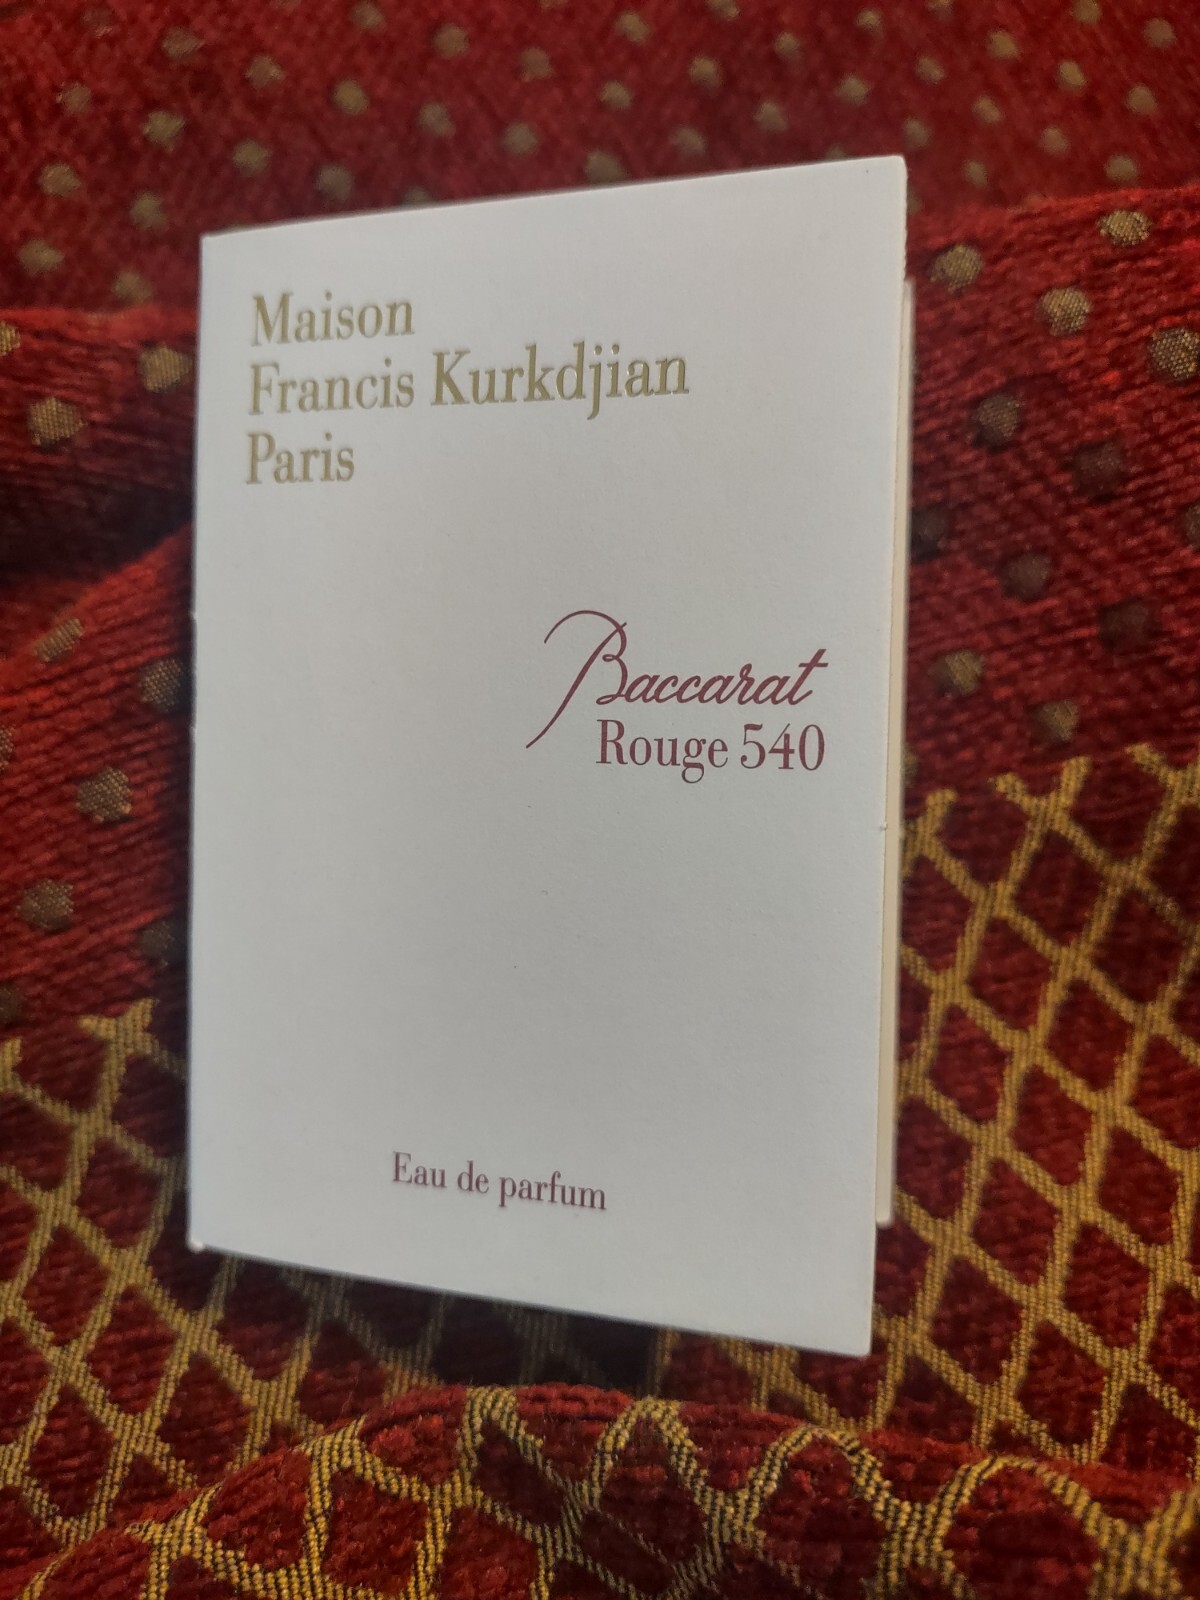 Maison
Francis Kurkdjian
Paris
Baccarat
Rouge 540
Eau de parfum